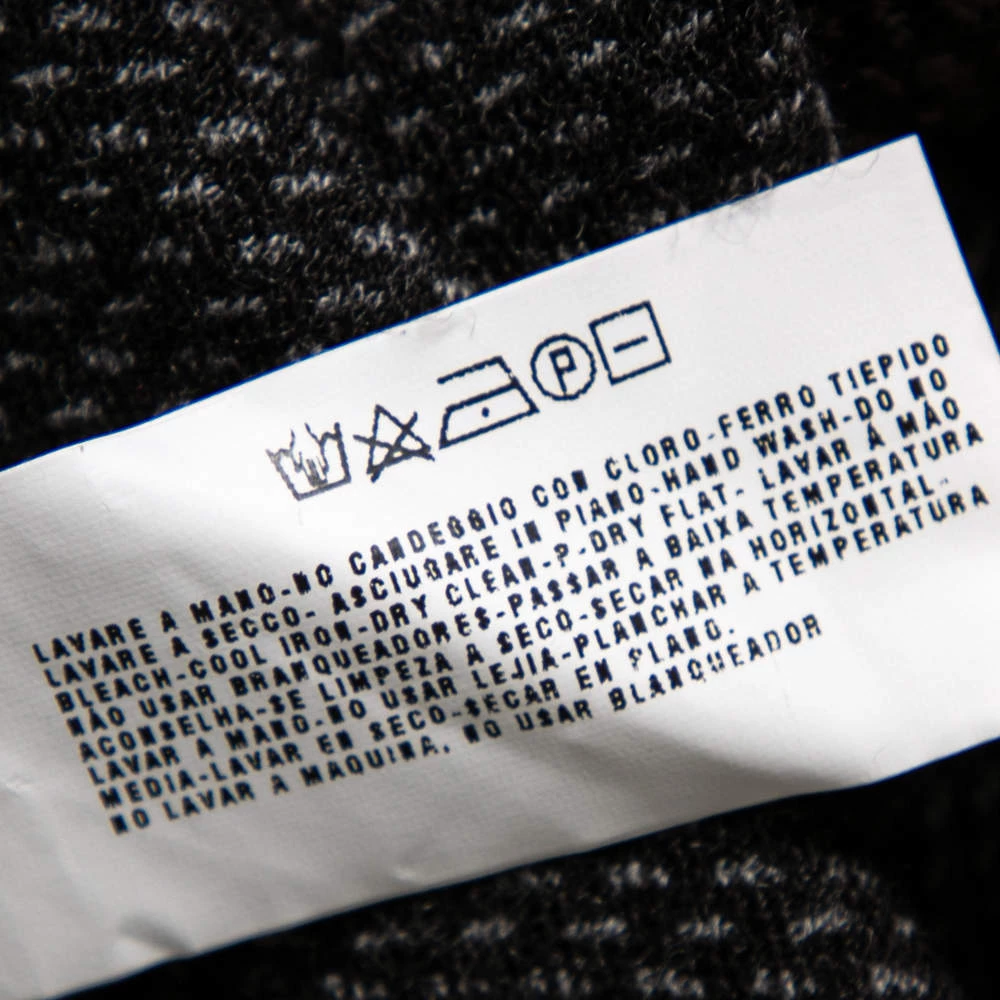 P
LAVARE A MANO-NO CANDEGGIO CON CLORO-FERRO TIEPIDO
LAVARE A SECCO- ASCIUGARE IN PIANO-HAND WASH-DO NO
BLEACH-COOL IRON-DRY CLEAN-P.DRY FLAT- LAVAR À MÃO
NÃO USAR BRANQUEADORES-PASSAR A BAIXA TEMPERATURA
ACONSELHA-SE LIMPEZA A SECO-SECAR NA HORIZONTAL-
LAVAR A MANO-NO USAR LEJIA-PLANCHAR A TEMPERATURA
MEDIA-LAVAR EN SECO-SECAR EN PLANO.
NO LAVAR A MAQUINA, NO USAR BLANQUEADOR